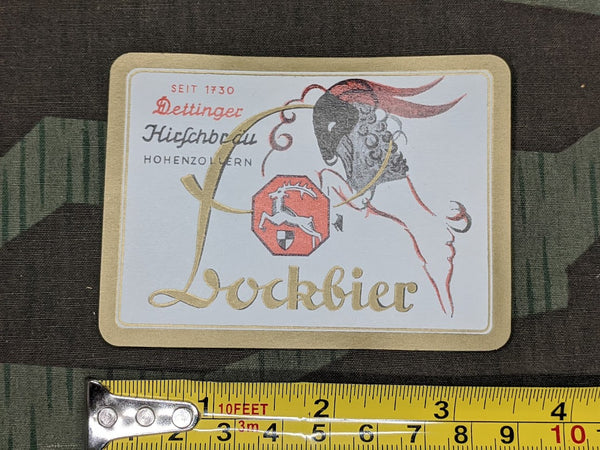 SEIT 1730
Dettinger
Hirschbräu
HOHENZOLLERN
Bockbier
1 10FEET 2 3 4
2 3 3m 4 5 6 7 8 9 10